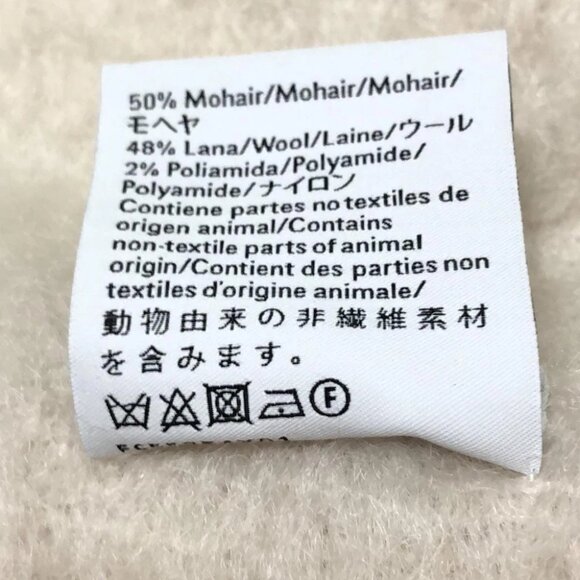 50% Mohair/Mohair/Mohair/
モヘヤ
48% Lana/Wool/Laine/ウール
2% Poliamida/Polyamide/
Polyamide/ナイロン
Contiene partes no textiles de
origen animal/Contains
non-textile parts of animal
origin/Contient des parties non
textiles d'origine animale/
動物由来の非繊維素材
を含みます。
F